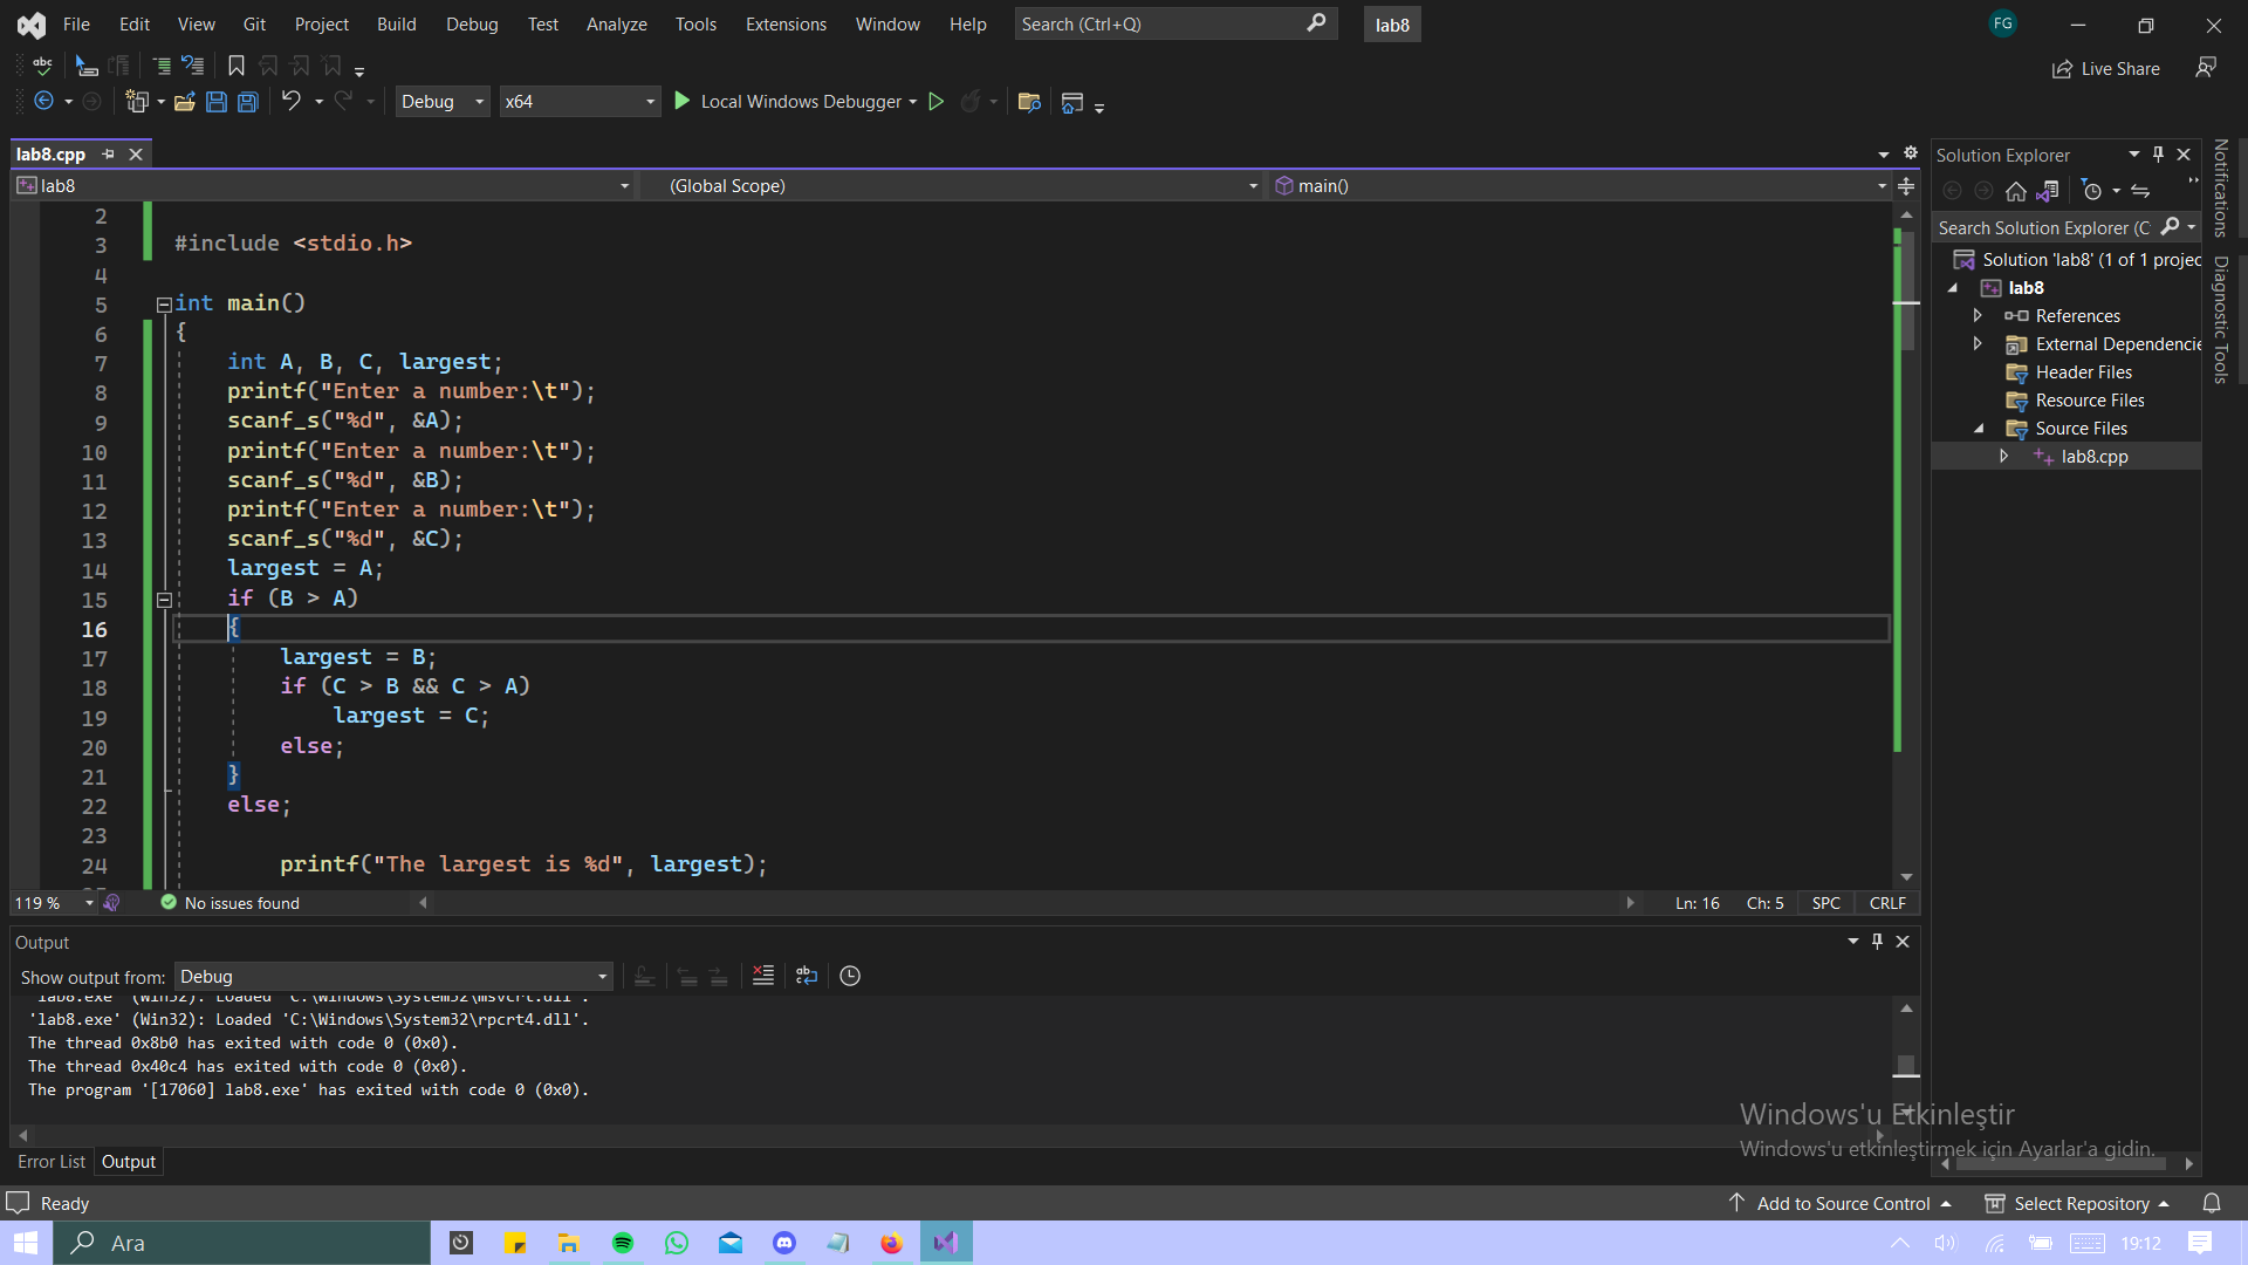 File Edit View Git Project Build Debug Test Analyze Tools Extensions Window Help Search (Ctrl+Q) lab8 FG
abc Live Share
Debug x64 Local Windows Debugger
lab8.cpp
lab8 (Global Scope) main()
2
3 #include <stdio.h>
4
5 int main()
6 {
7 int A, B, C, largest;
8 printf("Enter a number:\t");
9 scanf_s("%d", &A);
10 printf("Enter a number:\t");
11 scanf_s("%d", &B);
12 printf("Enter a number:\t");
13 scanf_s("%d", &C);
14 largest = A;
15 if (B > A)
16 {
17 largest = B;
18 if (C > B && C > A)
19 largest = C;
20 else;
21 }
22 else;
23
24 printf("The largest is %d", largest);
119 % No issues found Ln: 16 Ch: 5 SPC CRLF
Solution Explorer
Search Solution Explorer (C
Solution 'lab8' (1 of 1 projec
lab8
References
External Dependencie
Header Files
Resource Files
Source Files
lab8.cpp
Notifications
Diagnostic Tools
Output
Show output from: Debug
'lab8.exe' (Win32): Loaded 'C:\Windows\System32\msvcrt.dll'.
'lab8.exe' (Win32): Loaded 'C:\Windows\System32\rpcrt4.dll'.
The thread 0x8b0 has exited with code 0 (0x0).
The thread 0x40c4 has exited with code 0 (0x0).
The program '[17060] lab8.exe' has exited with code 0 (0x0).
Windows'u Etkinleştir
Windows'u etkinleştirmek için Ayarlar'a gidin.
Error List Output
Ready Add to Source Control Select Repository
Ara 19:12